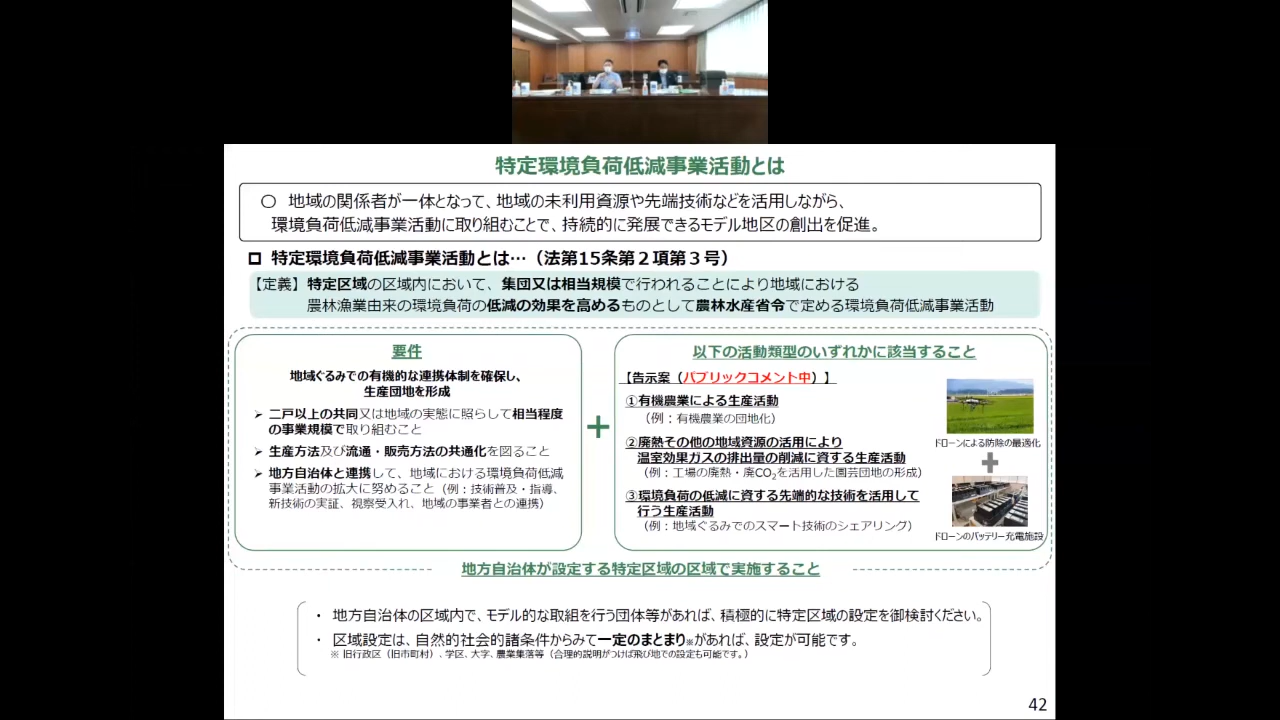 特定環境負荷低減事業活動とは
○ 地域の関係者が一体となって、地域の未利用資源や先端技術などを活用しながら、
環境負荷低減事業活動に取り組むことで、持続的に発展できるモデル地区の創出を促進。
特定環境負荷低減事業活動とは…（法第15条第２項第３号）
【定義】特定区域の区域内において、集団又は相当規模で行われることにより地域における
農林漁業由来の環境負荷の低減の効果を高めるものとして農林水産省令で定める環境負荷低減事業活動
要件
地域ぐるみでの有機的な連携体制を確保し、
生産団地を形成
➢ 二戸以上の共同又は地域の実態に照らして相当程度
の事業規模で取り組むこと
➢ 生産方法及び流通・販売方法の共通化を図ること
➢ 地方自治体と連携して、地域における環境負荷低減
事業活動の拡大に努めること（例：技術普及・指導、
新技術の実証、視察受入れ、地域の事業者との連携）
+
以下の活動類型のいずれかに該当すること
【告示案（パブリックコメント中）】
①有機農業による生産活動
（例：有機農業の団地化）
②廃熱その他の地域資源の活用により
温室効果ガスの排出量の削減に資する生産活動
（例：工場の廃熱・廃CO2を活用した園芸団地の形成）
③環境負荷の低減に資する先端的な技術を活用して
行う生産活動
（例：地域ぐるみでのスマート技術のシェアリング）
ドローンによる防除の最適化
+
ドローンのバッテリー充電施設
地方自治体が設定する特定区域の区域で実施すること
・ 地方自治体の区域内で、モデル的な取組を行う団体等があれば、積極的に特定区域の設定を御検討ください。
・ 区域設定は、自然的社会的諸条件からみて一定のまとまり※があれば、設定が可能です。
※ 旧行政区（旧市町村）、学区、大字、農業集落等（合理的説明がつけば飛び地での設定も可能です。）
42